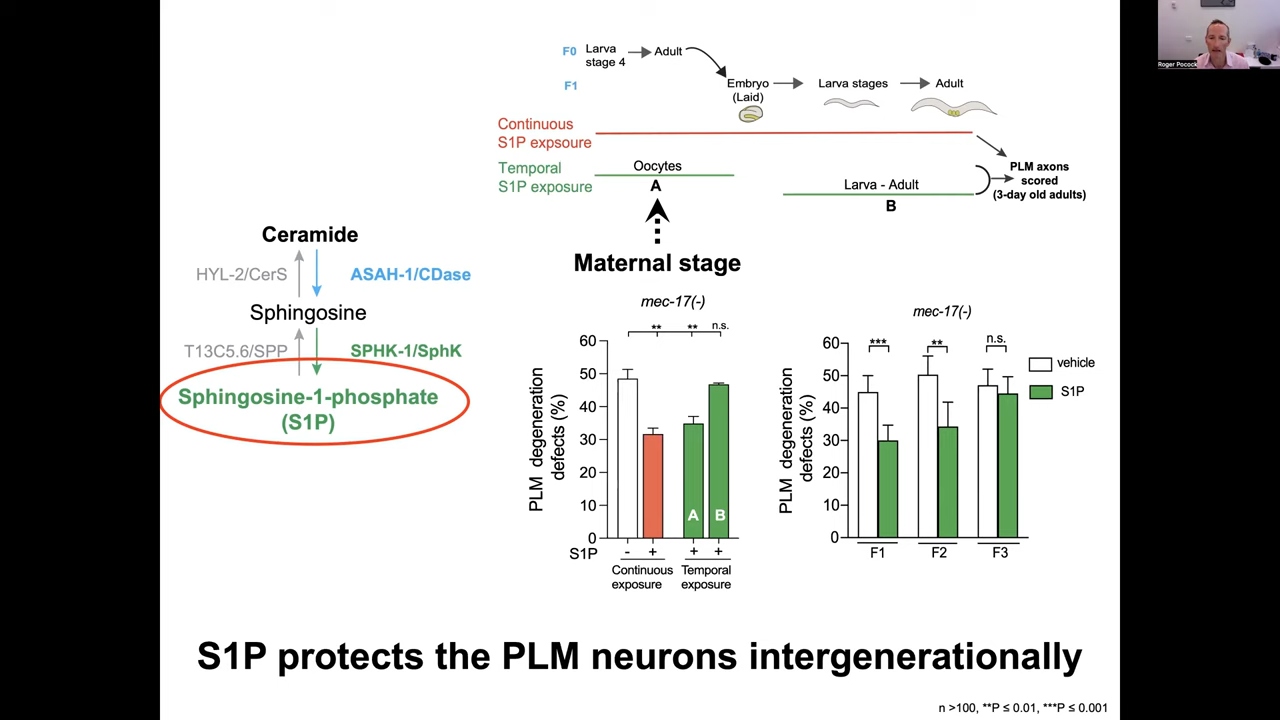 Roger Pocock
F0 Larva stage 4 Adult
F1 Embryo (Laid) Larva stages Adult
Continuous
S1P expsoure
Temporal
S1P exposure
Oocytes
A
Larva - Adult
B
PLM axons
scored
(3-day old adults)
Maternal stage
Ceramide
HYL-2/CerS
ASAH-1/CDase
Sphingosine
T13C5.6/SPP
SPHK-1/SphK
Sphingosine-1-phosphate
(S1P)
mec-17(-)
** ** n.s.
PLM degeneration
defects (%)
60
50
40
30
20
10
0
A B
S1P - + + +
Continuous
exposure
Temporal
exposure
mec-17(-)
*** ** n.s.
PLM degeneration
defects (%)
60
50
40
30
20
10
0
F1 F2 F3
vehicle
S1P
S1P protects the PLM neurons intergenerationally
n >100, **P ≤ 0.01, ***P ≤ 0.001